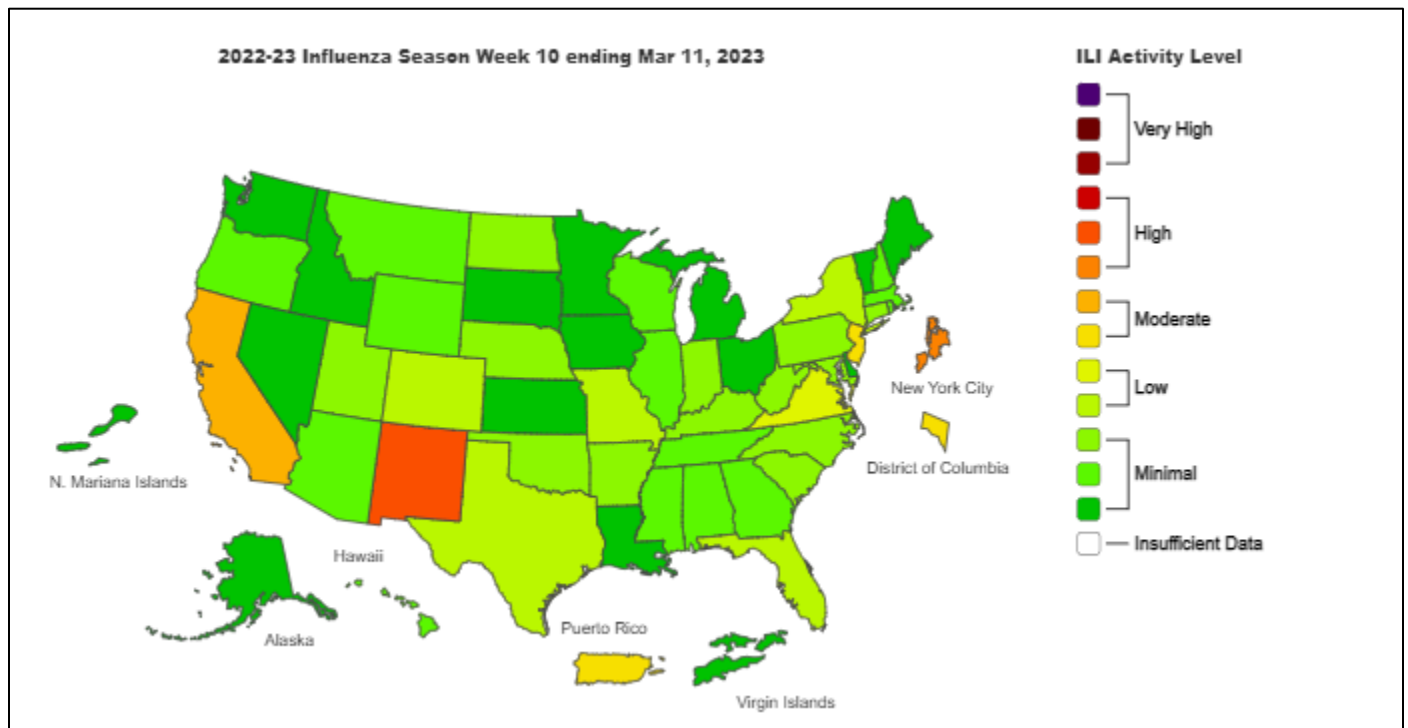 2022-23 Influenza Season Week 10 ending Mar 11, 2023
ILI Activity Level
Very High
High
Moderate
Low
Minimal
Insufficient Data
New York City
District of Columbia
N. Mariana Islands
Hawaii
Alaska
Puerto Rico
Virgin Islands